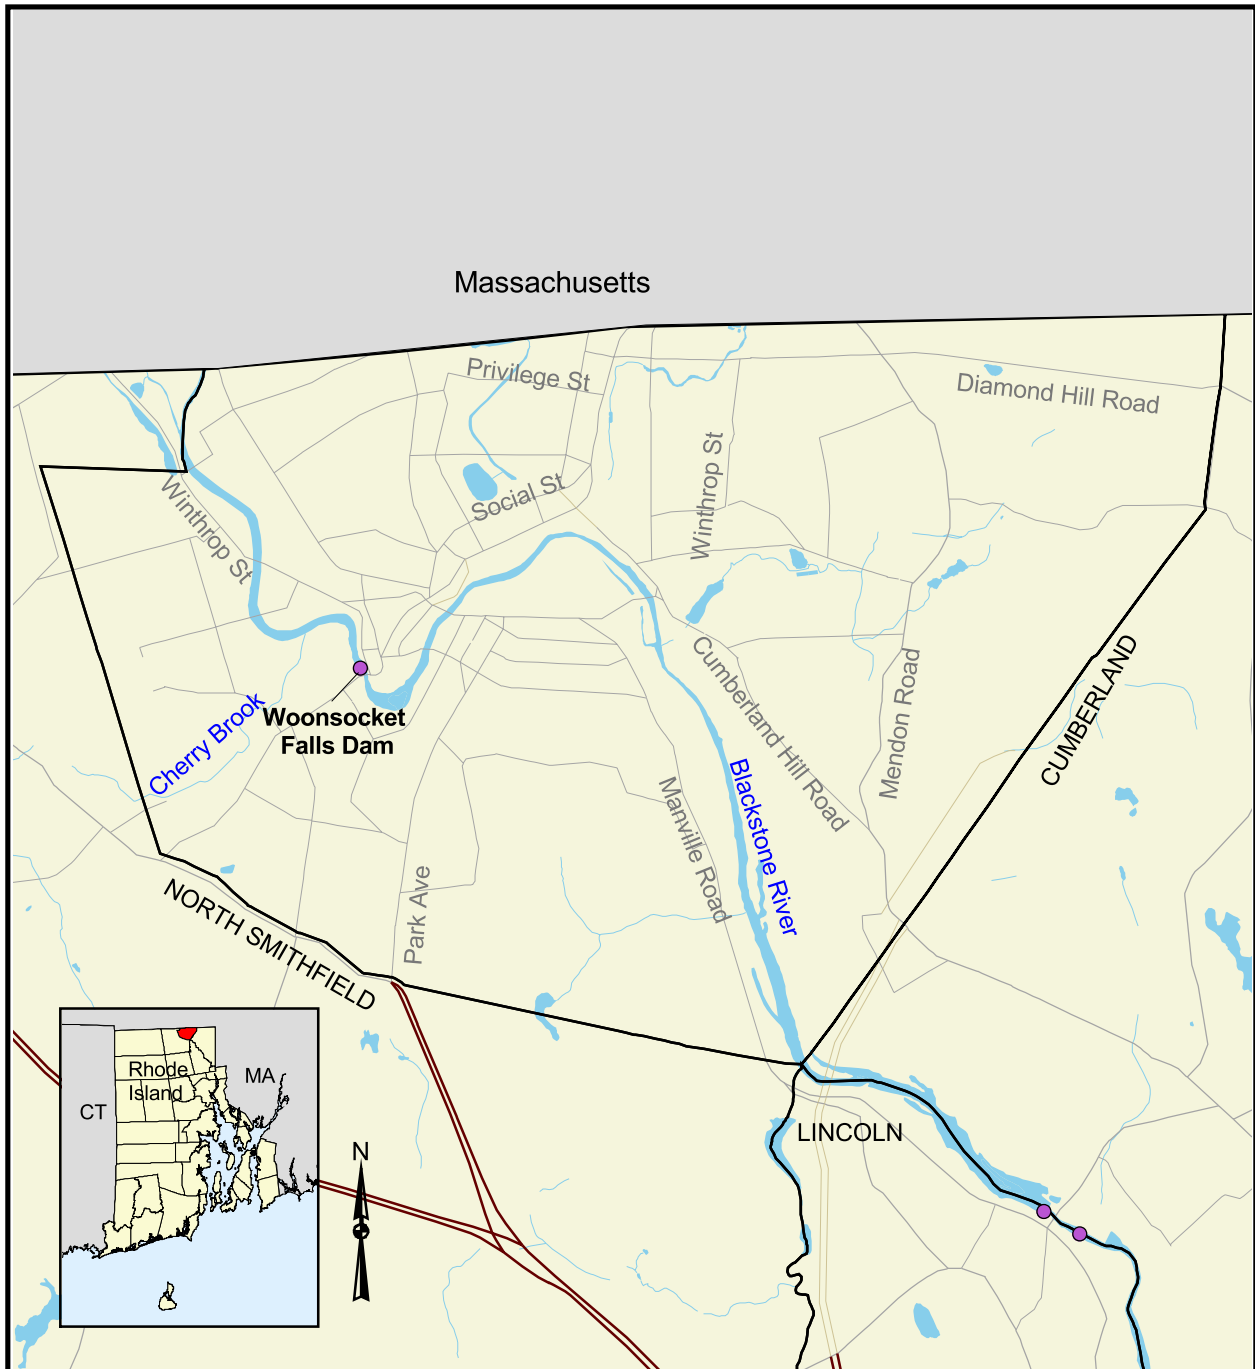 Massachusetts
Privilege St
Diamond Hill Road
Social St
Winthrop St
Winthrop St
Cherry Brook
Woonsocket
Falls Dam
Cumberland Hill Road
Mendon Road
CUMBERLAND
Blackstone River
Manville Road
Park Ave
NORTH SMITHFIELD
LINCOLN
Rhode
Island
MA
CT
N